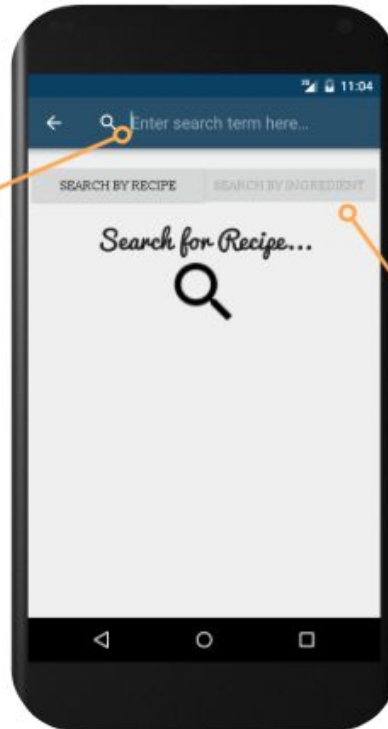 11:04
Enter search term here...
SEARCH BY RECIPE SEARCH BY INGREDIENT
Search for Recipe...